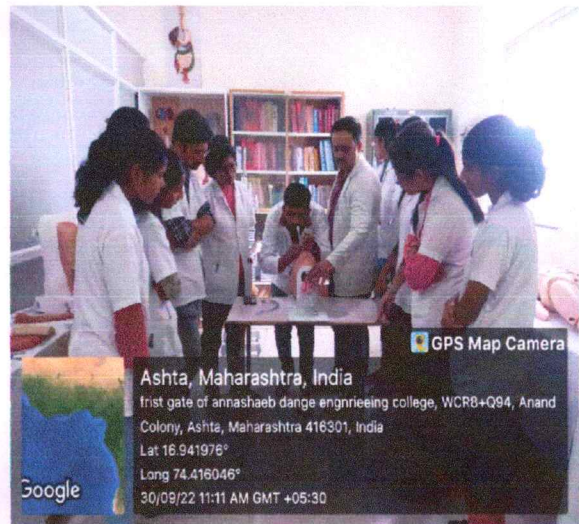 GPS Map Camera
Ashta, Maharashtra, India
frist gate of annashaeb dange engnrieeing college, WCR8+Q94, Anand
Colony, Ashta, Maharashtra 416301, India
Lat 16.941976°
Long 74.416046°
30/09/22 11:11 AM GMT +05:30
Google